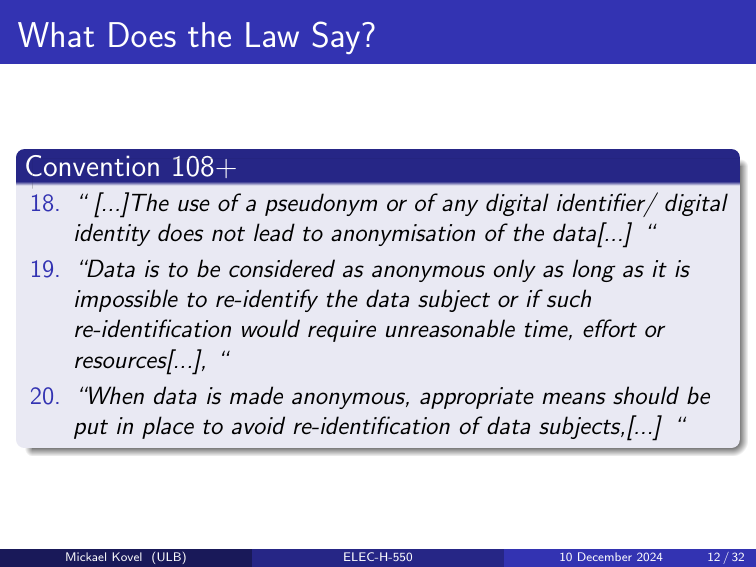 What Does the Law Say?
Convention 108+
18. “ [...]The use of a pseudonym or of any digital identifier/ digital
identity does not lead to anonymisation of the data[...] “
19. “Data is to be considered as anonymous only as long as it is
impossible to re-identify the data subject or if such
re-identification would require unreasonable time, effort or
resources[...], “
20. “When data is made anonymous, appropriate means should be
put in place to avoid re-identification of data subjects,[...] “
Mickael Kovel (ULB) ELEC-H-550 10 December 2024 12 / 32